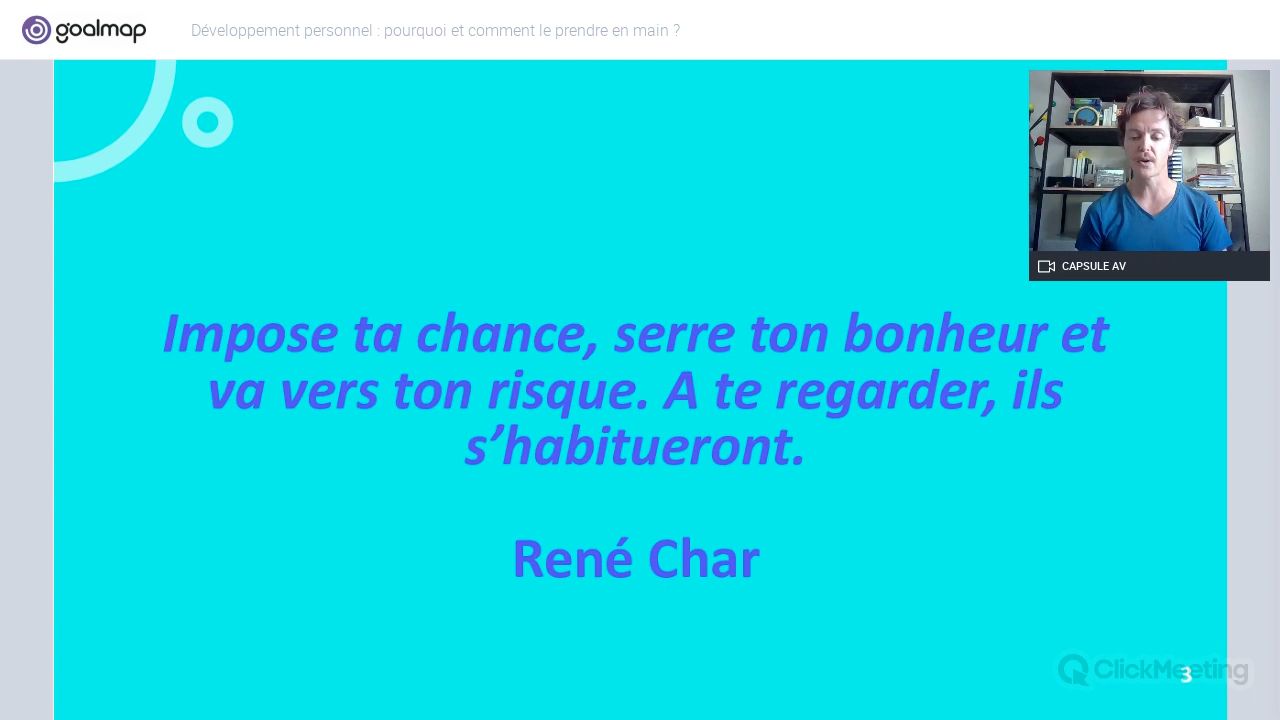 goalmap
Développement personnel : pourquoi et comment le prendre en main ?
CAPSULE AV
Impose ta chance, serre ton bonheur et
va vers ton risque. A te regarder, ils
s’habitueront.
René Char
ClickMeeting
3